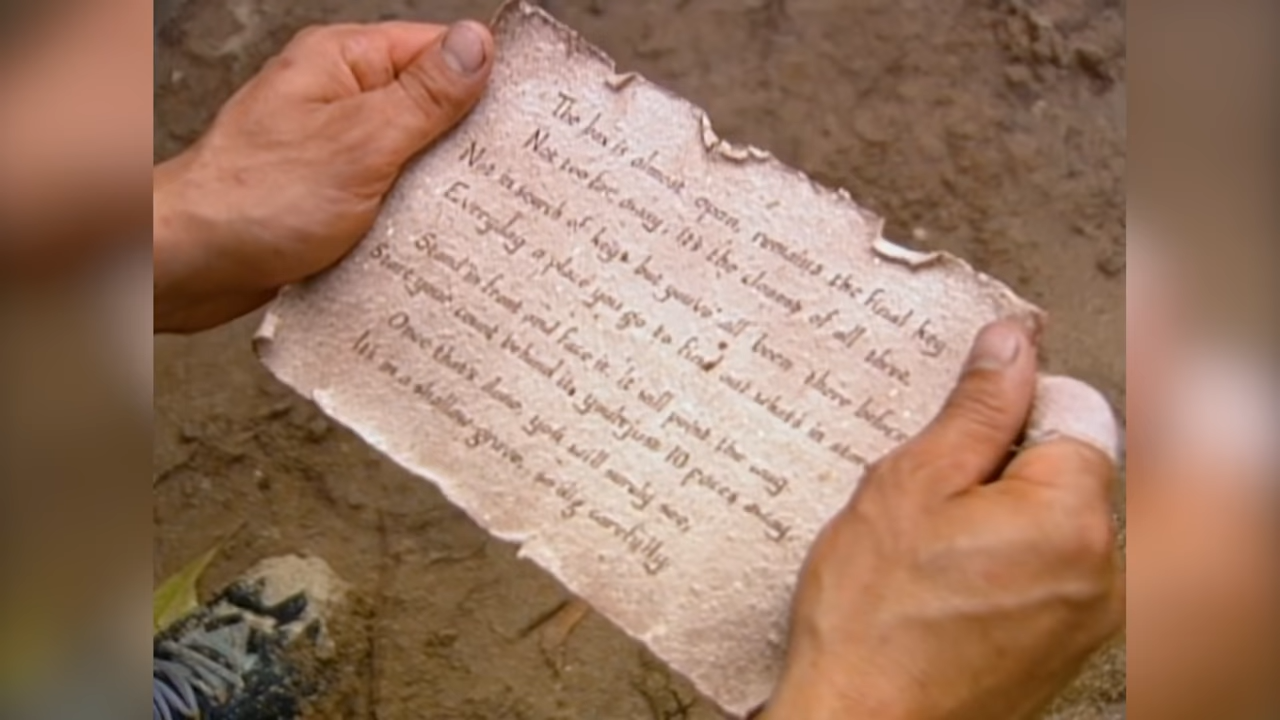 The box is almost open, remains the final key
Not too far away, it's the closest of all three.
Not in search of keys but you've all been there before
Everyday a place you go to find out what's in store
Stand in front and face it. it will point the way
Start your count behind it, you're just 10 paces away.
Once that's done you will surely see,
It's in a shallow grave, so dig carefully